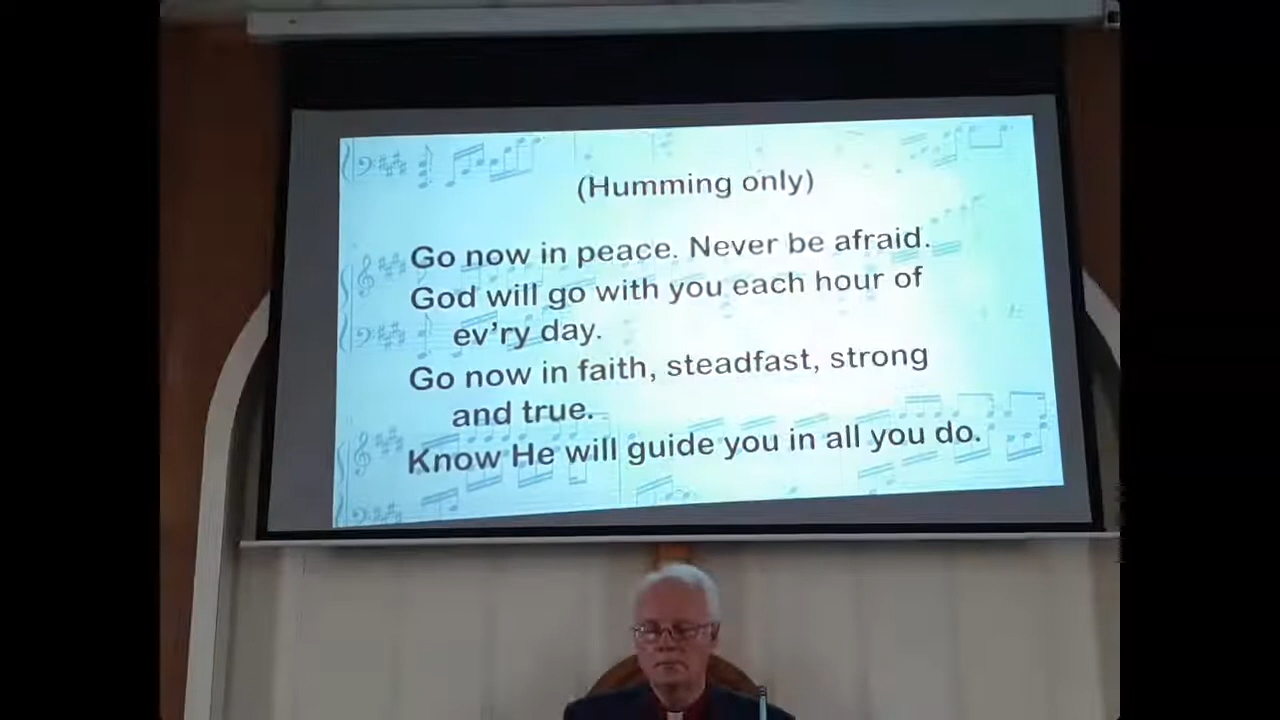 (Humming only)
Go now in peace. Never be afraid.
God will go with you each hour of
ev’ry day.
Go now in faith, steadfast, strong
and true.
Know He will guide you in all you do.